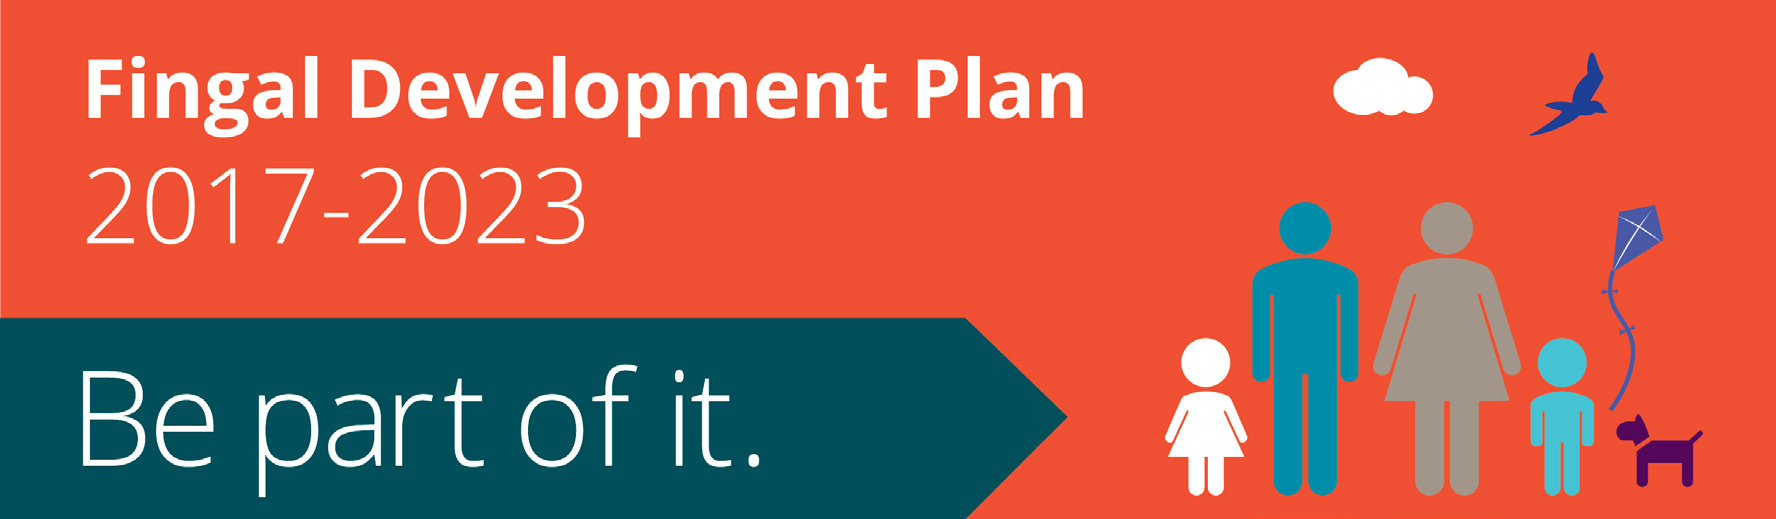 Fingal Development Plan
2017-2023
Be part of it.